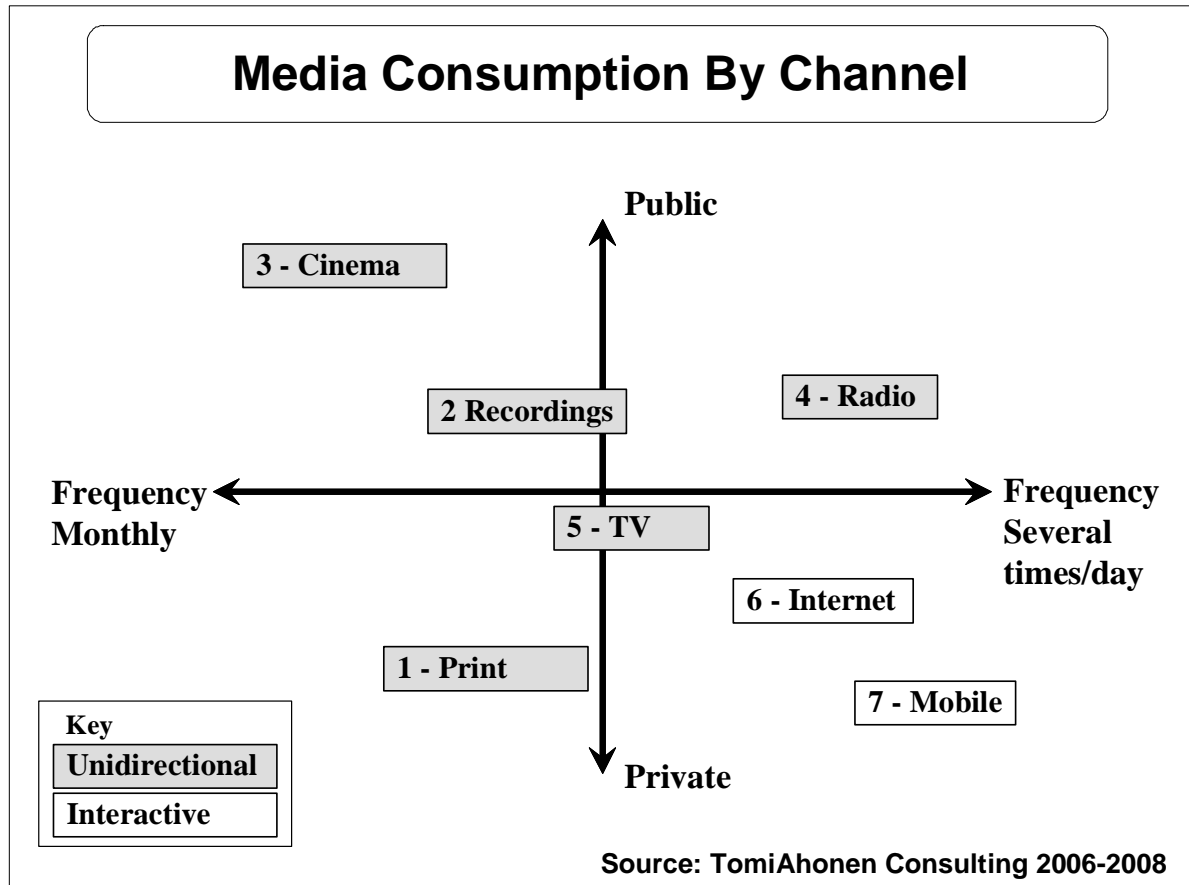 Media Consumption By Channel
Public
3 - Cinema
2 Recordings
4 - Radio
Frequency
Monthly
Frequency
Several
times/day
5 - TV
6 - Internet
1 - Print
7 - Mobile
Key
Unidirectional
Interactive
Private
Source: TomiAhonen Consulting 2006-2008